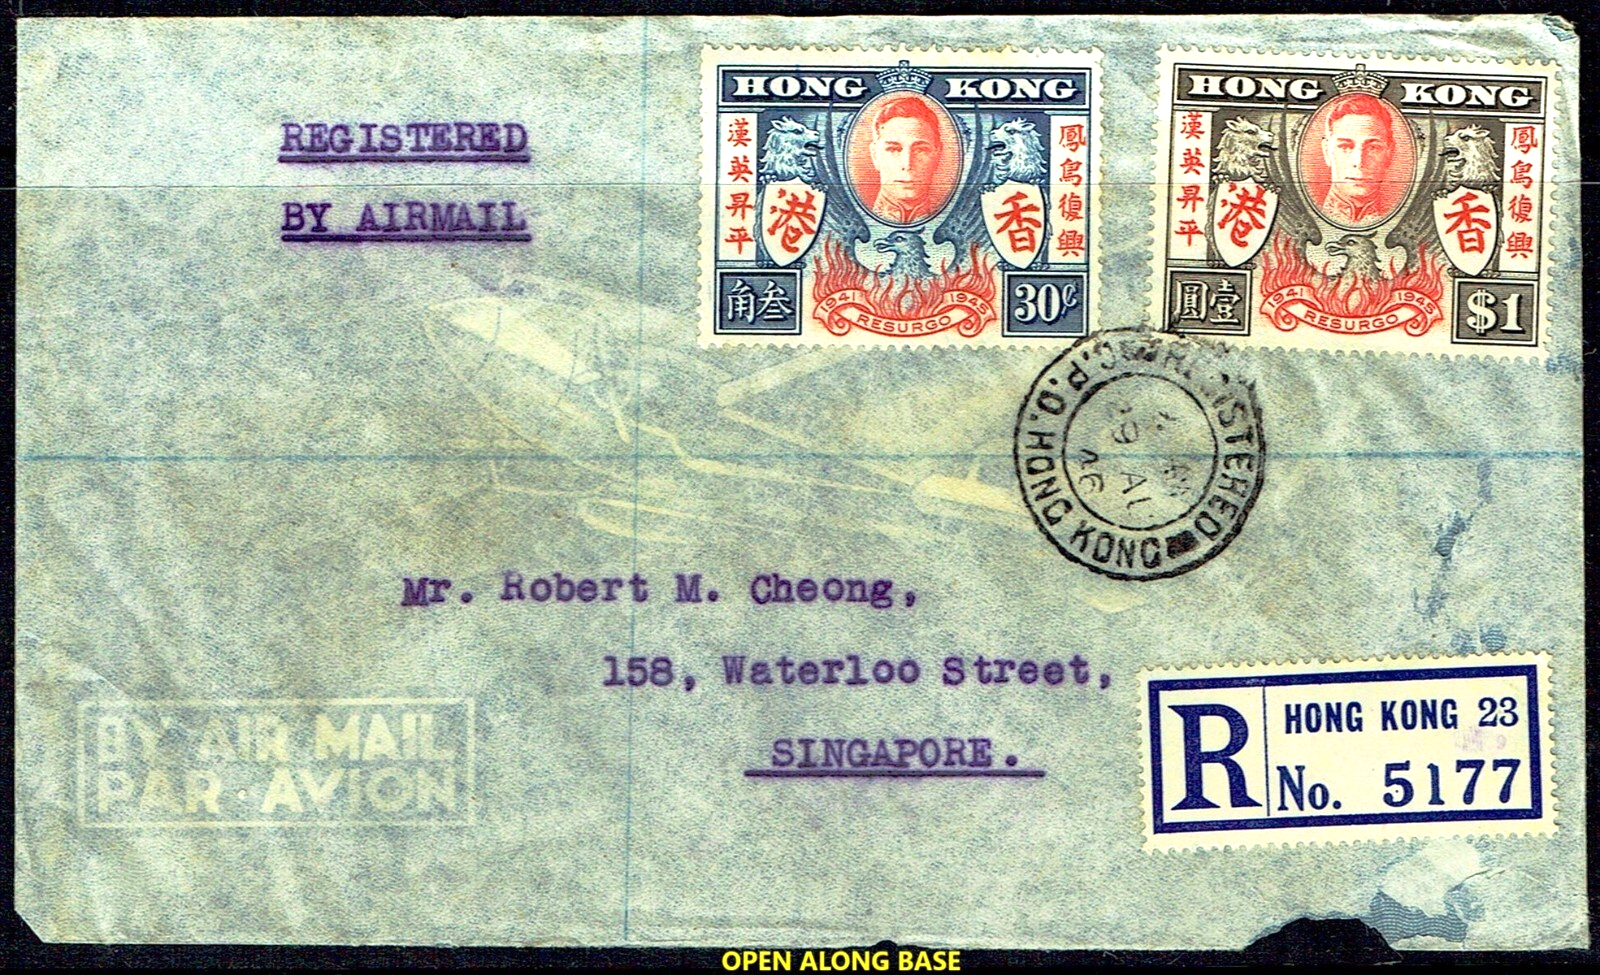 REGISTERED
BY AIRMAIL
HONG KONG
漢英昇平
鳳鳥復興
港
香
角叁
30¢
1941 1945
RESURGO
HONG KONG
漢英昇平
鳳鳥復興
港
香
圓壹
$1
1941 1945
RESURGO
REGISTERED G.P.O. HONG KONG
46
Mr. Robert M. Cheong,
158, Waterloo Street,
SINGAPORE.
BY AIR MAIL
PAR·AVION
R
HONG KONG 23
No. 5177
OPEN ALONG BASE